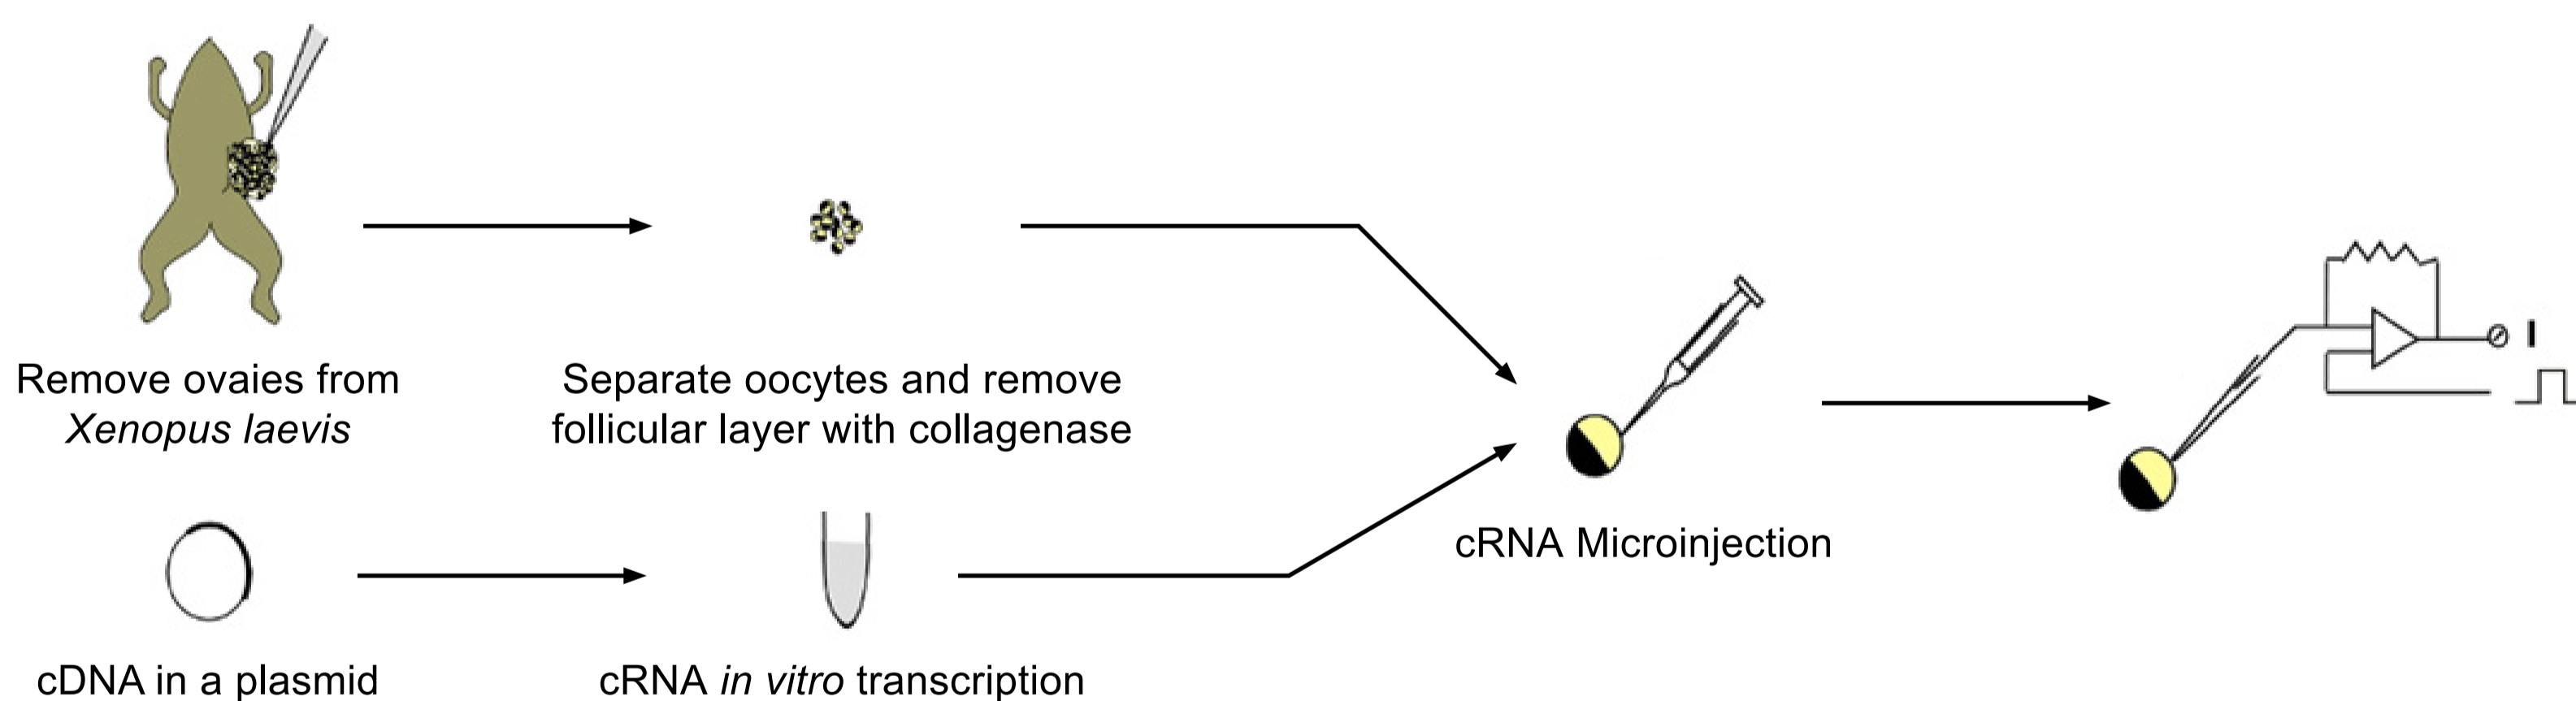 Remove ovaies from
Xenopus laevis
Separate oocytes and remove
follicular layer with collagenase
I
cRNA Microinjection
cDNA in a plasmid
cRNA in vitro transcription